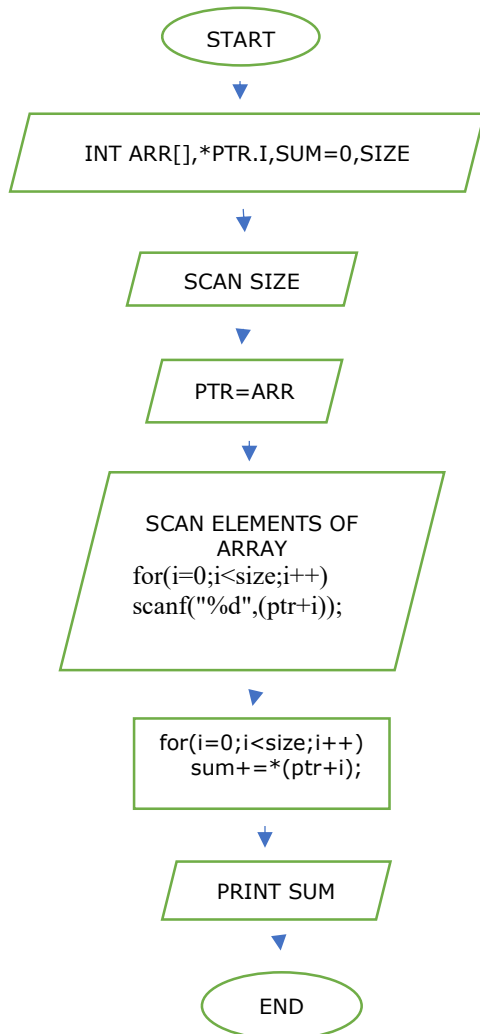 START
INT ARR[],*PTR.I,SUM=0,SIZE
SCAN SIZE
PTR=ARR
SCAN ELEMENTS OF
ARRAY
for(i=0;i<size;i++)
scanf("%d",(ptr+i));
for(i=0;i<size;i++)
sum+=*(ptr+i);
PRINT SUM
END